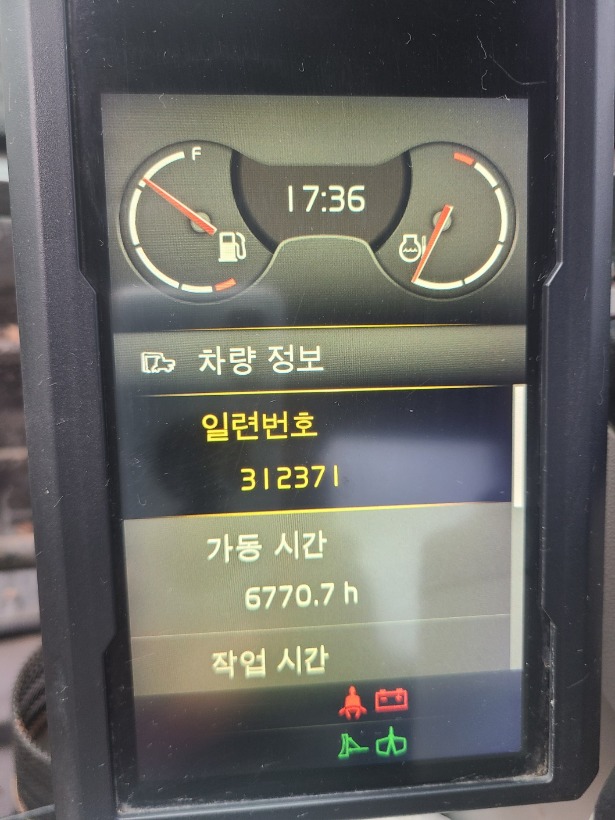 F
17:36
차량 정보
일련번호
312371
가동 시간
6770.7 h
작업 시간